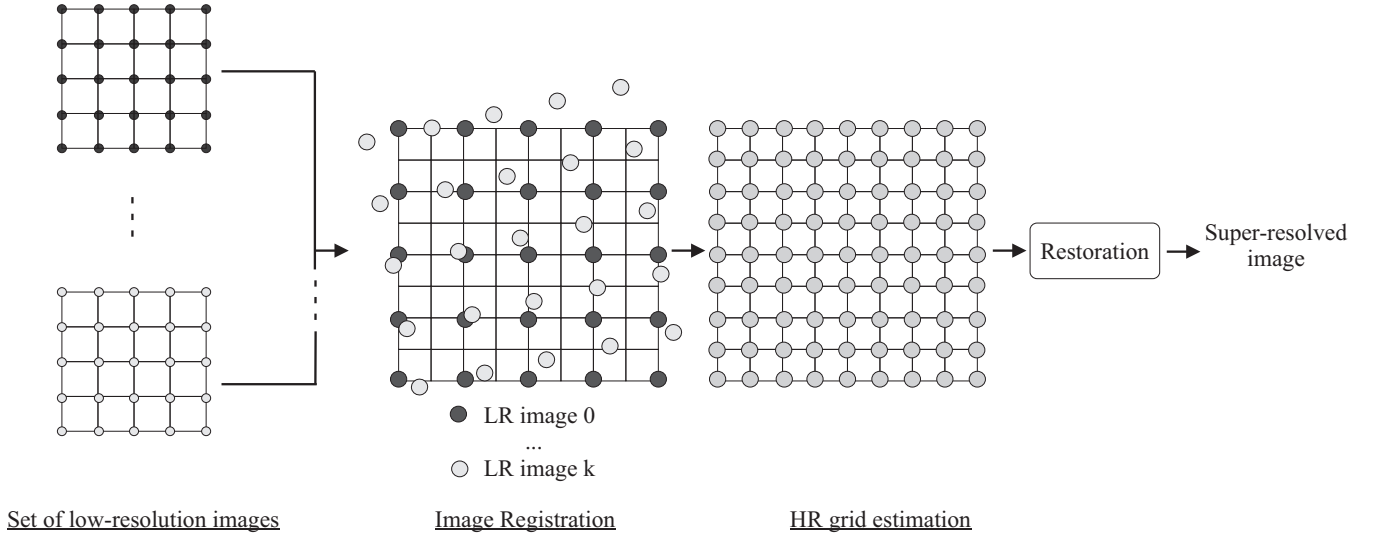 Restoration
Super-resolved
image
LR image 0
...
LR image k
Set of low-resolution images
Image Registration
HR grid estimation